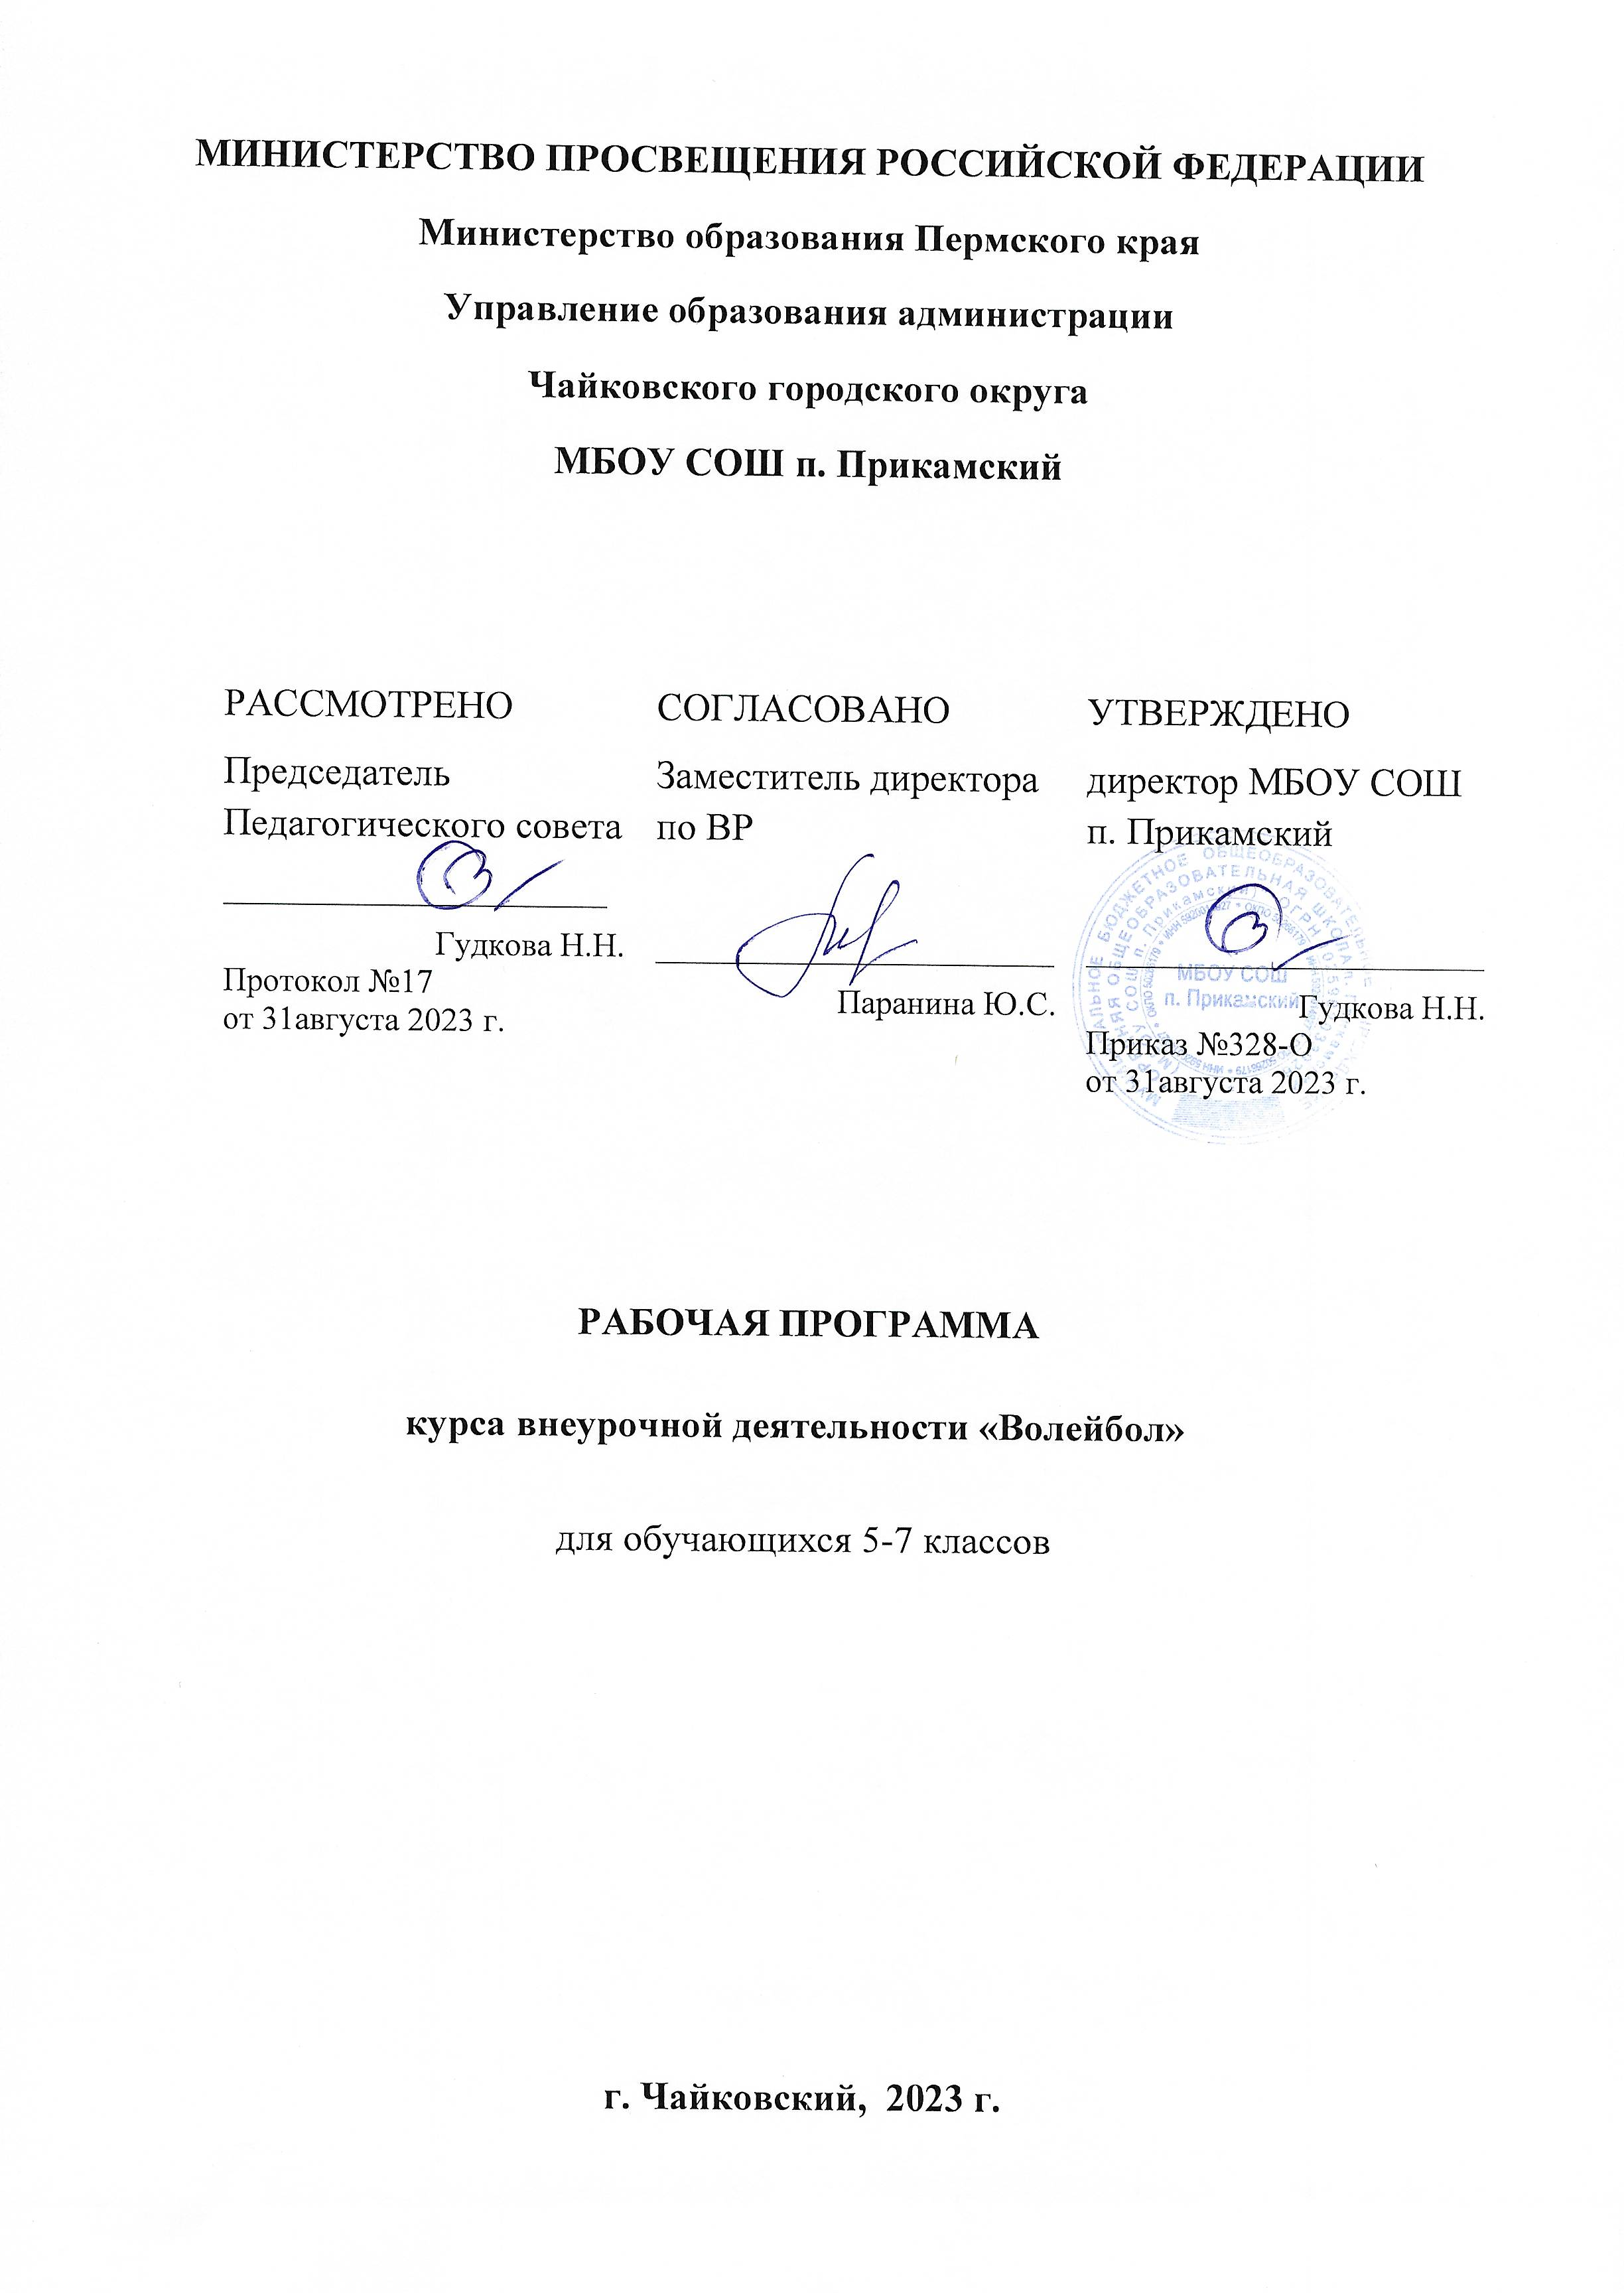 МИНИСТЕРСТВО ПРОСВЕЩЕНИЯ РОССИЙСКОЙ ФЕДЕРАЦИИ
Министерство образования Пермского края
Управление образования администрации
Чайковского городского округа
МБОУ СОШ п. Прикамский
РАССМОТРЕНО
Председатель
Педагогического совета
Гудкова Н.Н.
Протокол №17
от 31августа 2023 г.
СОГЛАСОВАНО
Заместитель директора
по ВР
Паранина Ю.С.
УТВЕРЖДЕНО
директор МБОУ СОШ
п. Прикамский
Гудкова Н.Н.
Приказ №328-О
от 31августа 2023 г.
МБОУ СОШ
п. Прикамский
РАБОЧАЯ ПРОГРАММА
курса внеурочной деятельности «Волейбол»
для обучающихся 5-7 классов
г. Чайковский, 2023 г.